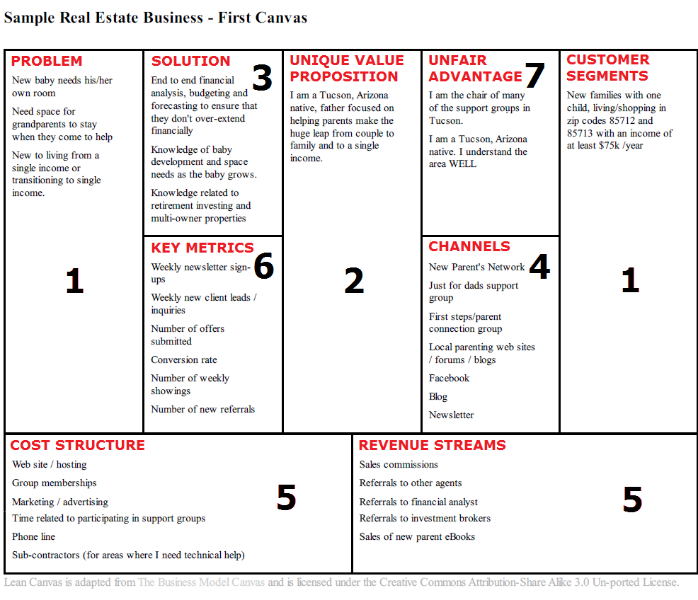 Sample Real Estate Business - First Canvas
PROBLEM
New baby needs his/her
own room
Need space for
grandparents to stay
when they come to help
New to living from a
single income or
transitioning to single
income.
1
SOLUTION
3
End to end financial
analysis, budgeting and
forecasting to ensure that
they don't over-extend
financially
Knowledge of baby
development and space
needs as the baby grows.
Knowledge related to
retirement investing and
multi-owner properties
KEY METRICS
6
Weekly newsletter sign-
ups
Weekly new client leads /
inquiries
Number of offers
submitted
Conversion rate
Number of weekly
showings
Number of new referrals
UNIQUE VALUE
PROPOSITION
I am a Tucson, Arizona
native, father focused on
helping parents make the
huge leap from couple to
family and to a single
income.
2
UNFAIR
ADVANTAGE
7
I am the chair of many
of the support groups in
Tucson.
I am a Tucson, Arizona
native. I understand the
area WELL
CHANNELS
4
New Parent's Network
Just for dads support
group
First steps/parent
connection group
Local parenting web sites
/ forums / blogs
Facebook
Blog
Newsletter
CUSTOMER
SEGMENTS
New families with one
child, living/shopping in
zip codes 85712 and
85713 with an income of
at least $75k /year
1
COST STRUCTURE
Web site / hosting
Group memberships
Marketing / advertising
Time related to participating in support groups
Phone line
Sub-contractors (for areas where I need technical help)
5
REVENUE STREAMS
Sales commissions
Referrals to other agents
Referrals to financial analyst
Referrals to investment brokers
Sales of new parent eBooks
5
Lean Canvas is adapted from The Business Model Canvas and is licensed under the Creative Commons Attribution-Share Alike 3.0 Un-ported License.